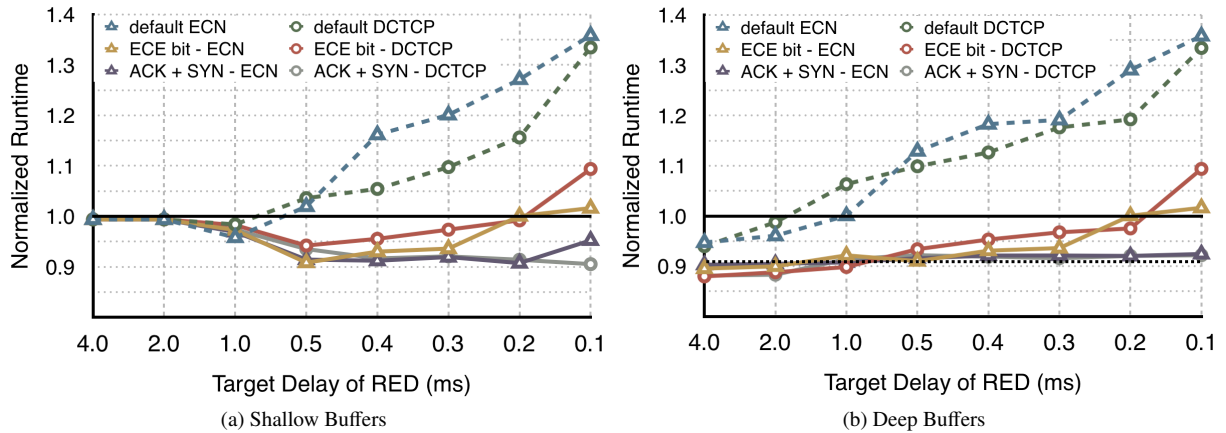 1.4
1.3
1.2
1.1
1.0
0.9
Normalized Runtime
default ECN
default DCTCP
ECE bit - ECN
ECE bit - DCTCP
ACK + SYN - ECN
ACK + SYN - DCTCP
4.0 2.0 1.0 0.5 0.4 0.3 0.2 0.1
Target Delay of RED (ms)
(a) Shallow Buffers
1.4
1.3
1.2
1.1
1.0
0.9
Normalized Runtime
default ECN
default DCTCP
ECE bit - ECN
ECE bit - DCTCP
ACK + SYN - ECN
ACK + SYN - DCTCP
4.0 2.0 1.0 0.5 0.4 0.3 0.2 0.1
Target Delay of RED (ms)
(b) Deep Buffers